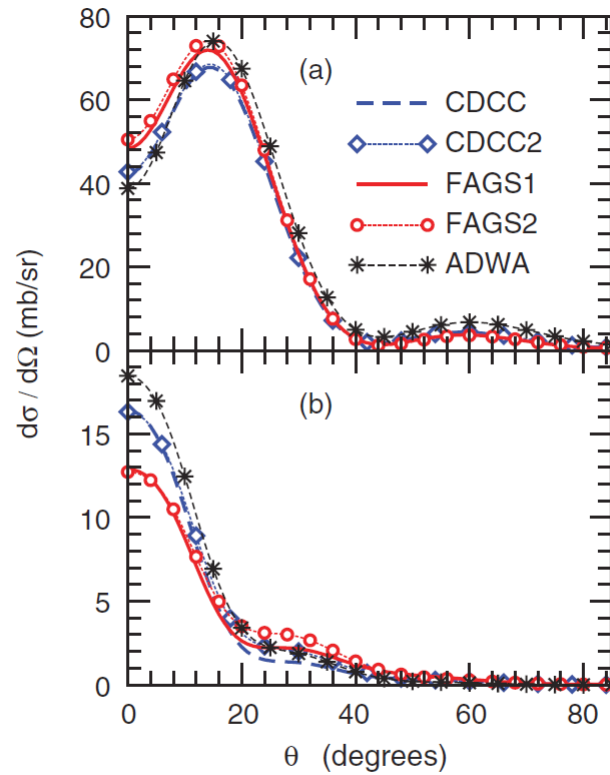 80
(a)
CDCC
60
CDCC2
FAGS1
40
FAGS2
20
ADWA
0
(b)
15
10
5
0
0 20 40 60 80
θ (degrees)
dσ / dΩ (mb/sr)